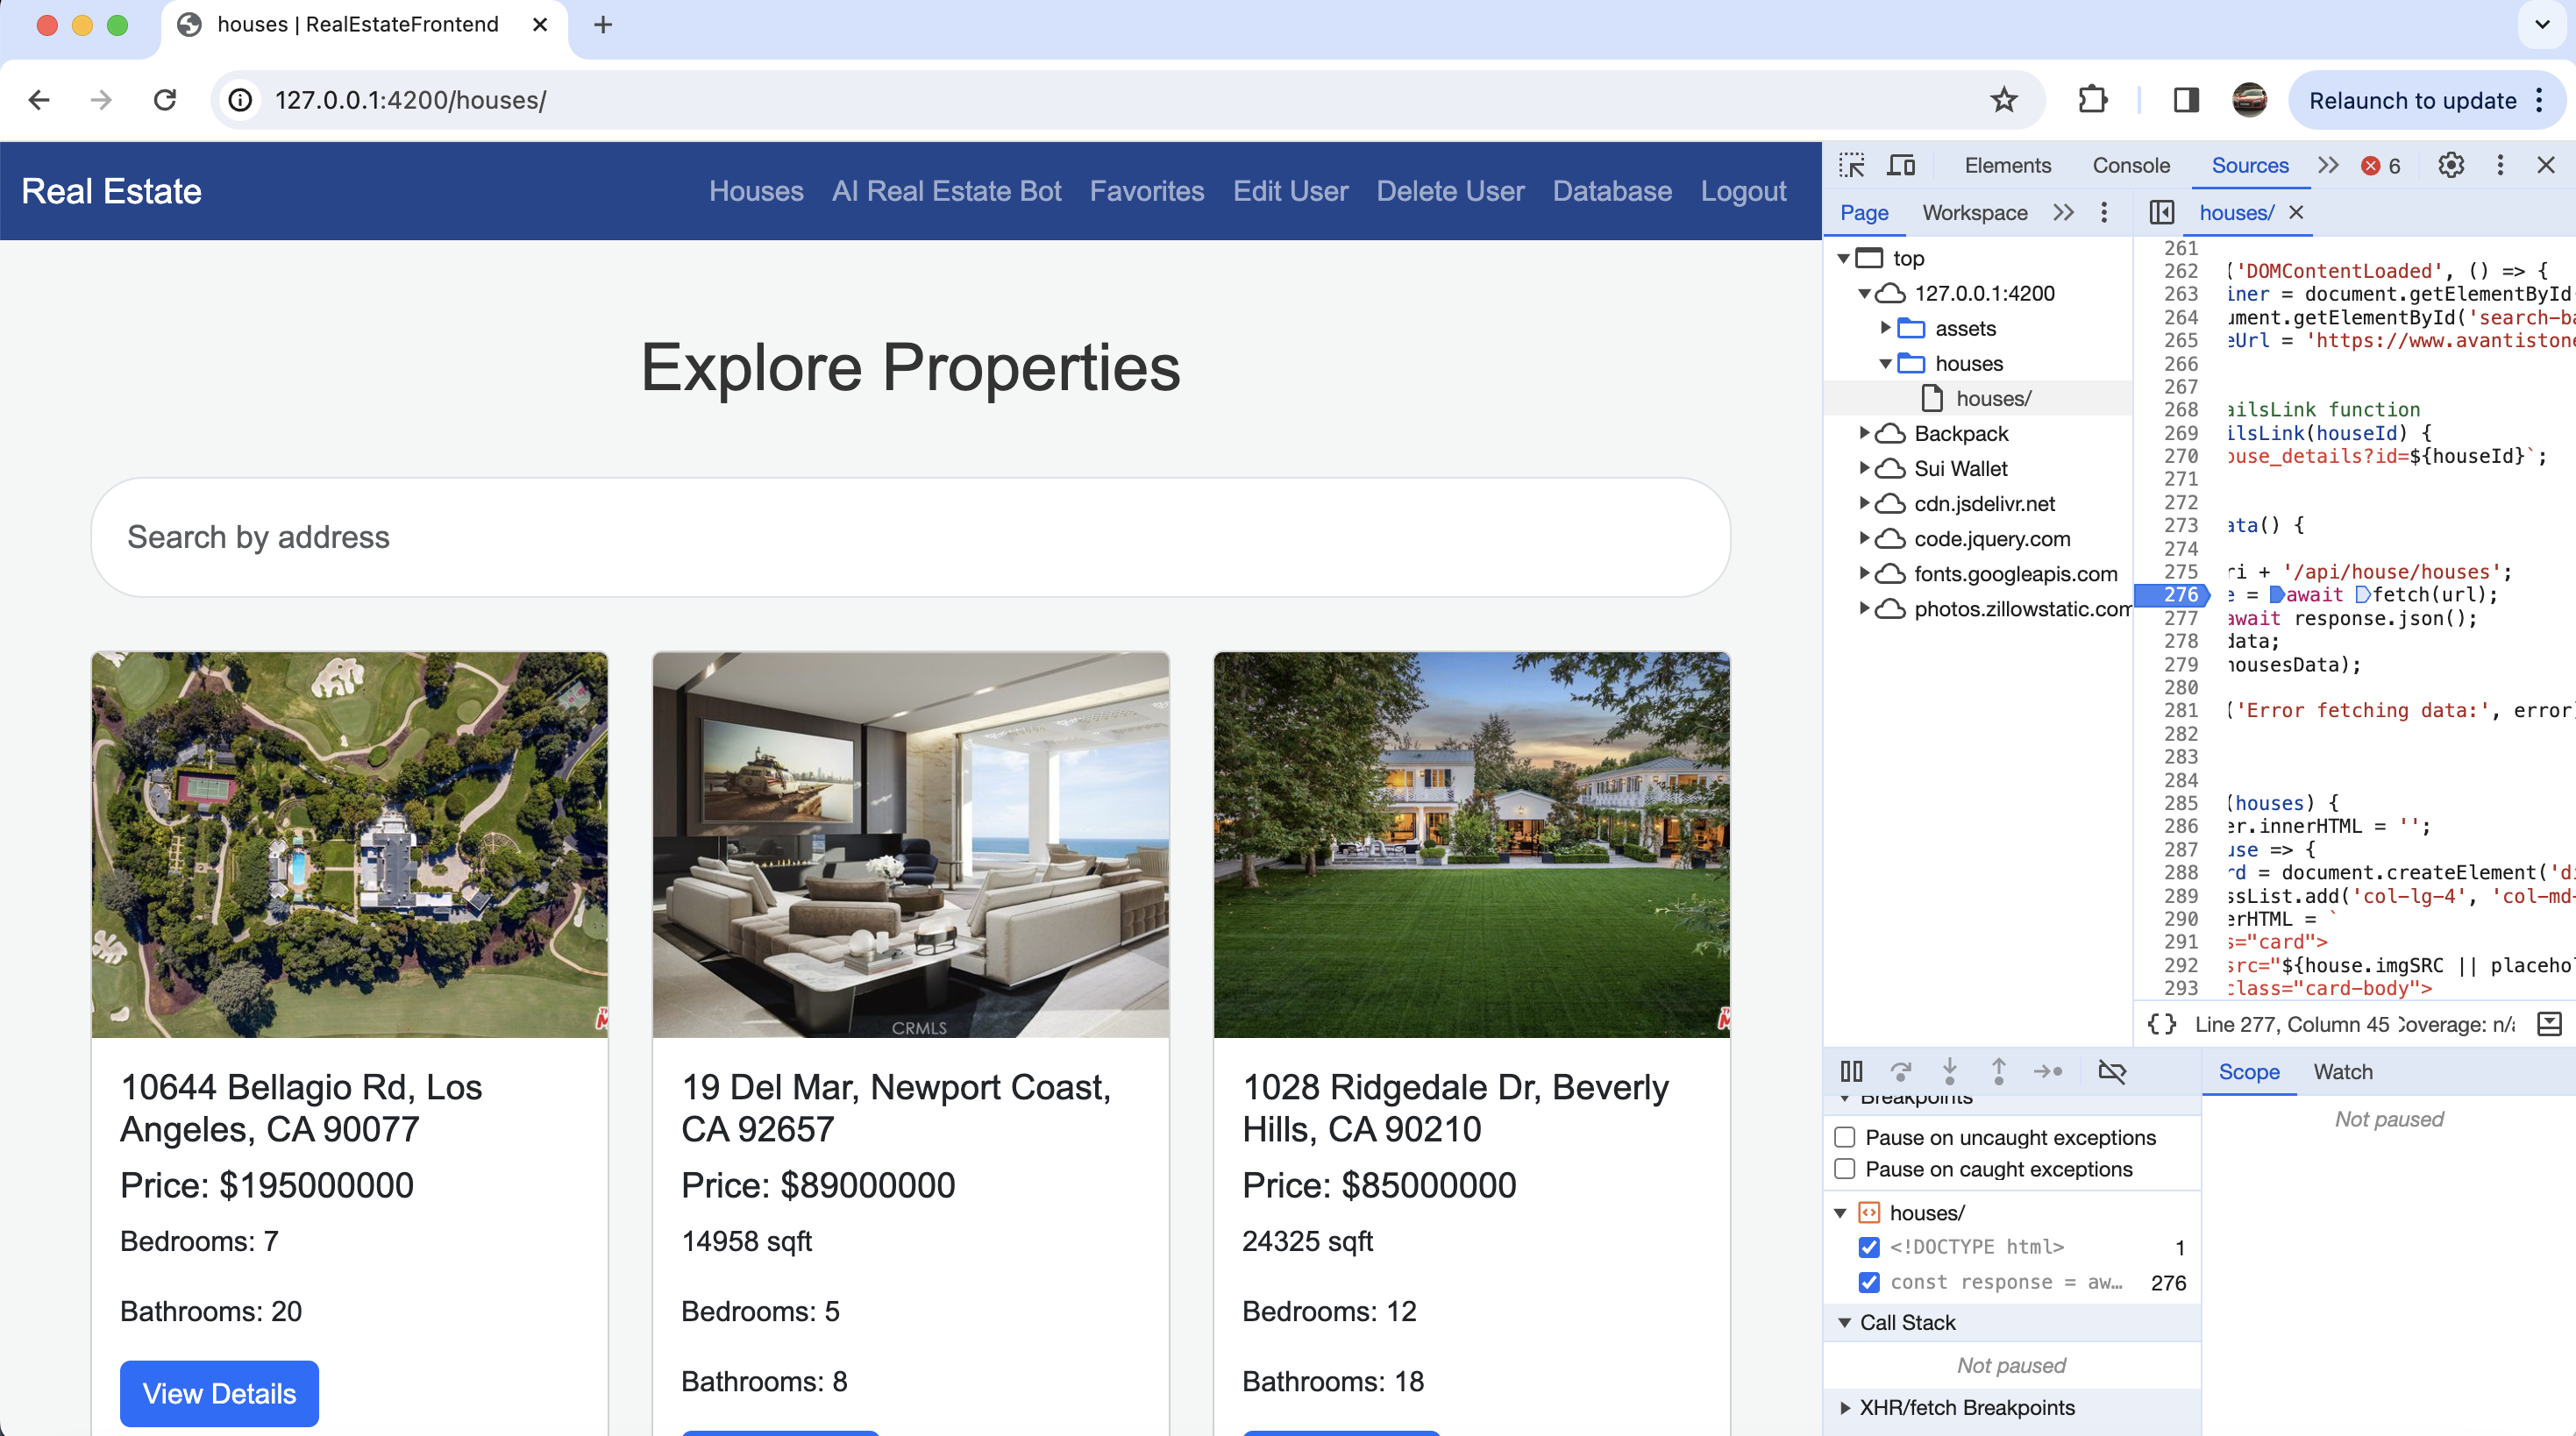 houses | RealEstateFrontend
127.0.0.1:4200/houses/
Relaunch to update
Real Estate
Houses AI Real Estate Bot Favorites Edit User Delete User Database Logout
Explore Properties
Search by address
CRMLS
10644 Bellagio Rd, Los
Angeles, CA 90077
Price: $195000000
Bedrooms: 7
Bathrooms: 20
View Details
19 Del Mar, Newport Coast,
CA 92657
Price: $89000000
14958 sqft
Bedrooms: 5
Bathrooms: 8
1028 Ridgedale Dr, Beverly
Hills, CA 90210
Price: $85000000
24325 sqft
Bedrooms: 12
Bathrooms: 18
Elements Console Sources 6
Page Workspace
houses/
top
127.0.0.1:4200
assets
houses
houses/
Backpack
Sui Wallet
cdn.jsdelivr.net
code.jquery.com
fonts.googleapis.com
photos.zillowstatic.com
261
262 ('DOMContentLoaded', () => {
263 iner = document.getElementById
264 ument.getElementById('search-ba
265 eUrl = 'https://www.avantistone
266
267
268 ailsLink function
269 ilsLink(houseId) {
270 ouse_details?id=${houseId}`;
271
272
273 ata() {
274
275 ri + '/api/house/houses';
276 e = await fetch(url);
277 await response.json();
278 data;
279 housesData);
280
281 ('Error fetching data:', error)
282
283
284
285 (houses) {
286 er.innerHTML = '';
287 use => {
288 rd = document.createElement('di
289 ssList.add('col-lg-4', 'col-md-
290 erHTML = `
291 s="card">
292 src="${house.imgSRC || placehol
293 class="card-body">
{} Line 277, Column 45 Coverage: n/a
Breakpoints
Pause on uncaught exceptions
Pause on caught exceptions
houses/
<!DOCTYPE html> 1
const response = aw… 276
Call Stack
Not paused
XHR/fetch Breakpoints
Scope Watch
Not paused